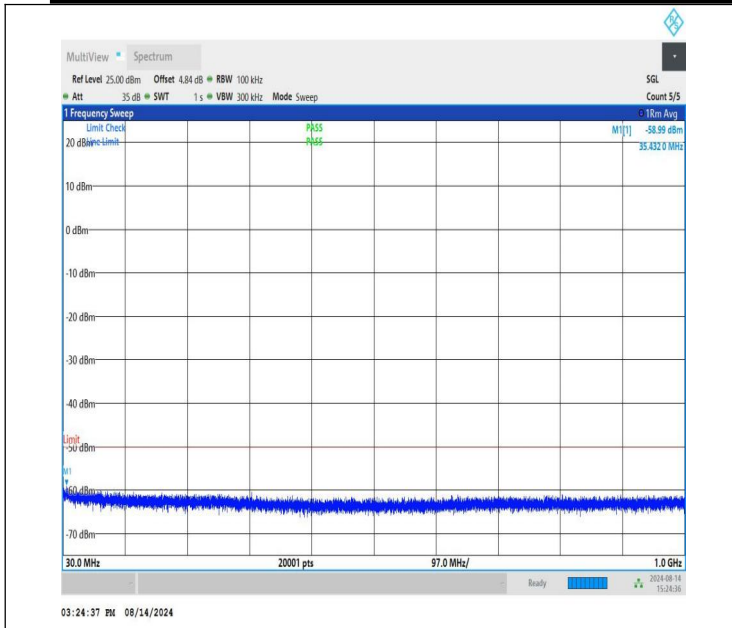 R S
MultiView Spectrum
Ref Level 25.00 dBm Offset 4.84 dB RBW 100 kHz SGL
Att 35 dB SWT 1 s VBW 300 kHz Mode Sweep Count 5/5
1 Frequency Sweep 1Rm Avg
Limit Check PASS M1[1] -58.99 dBm
20 dBm Line Limit PASS 35.432 0 MHz
10 dBm
0 dBm
-10 dBm
-20 dBm
-30 dBm
-40 dBm
Limit
-50 dBm
M1
-60 dBm
-70 dBm
30.0 MHz 20001 pts 97.0 MHz/ 1.0 GHz
Ready 2024-08-14
15:24:36
03:24:37 PM 08/14/2024